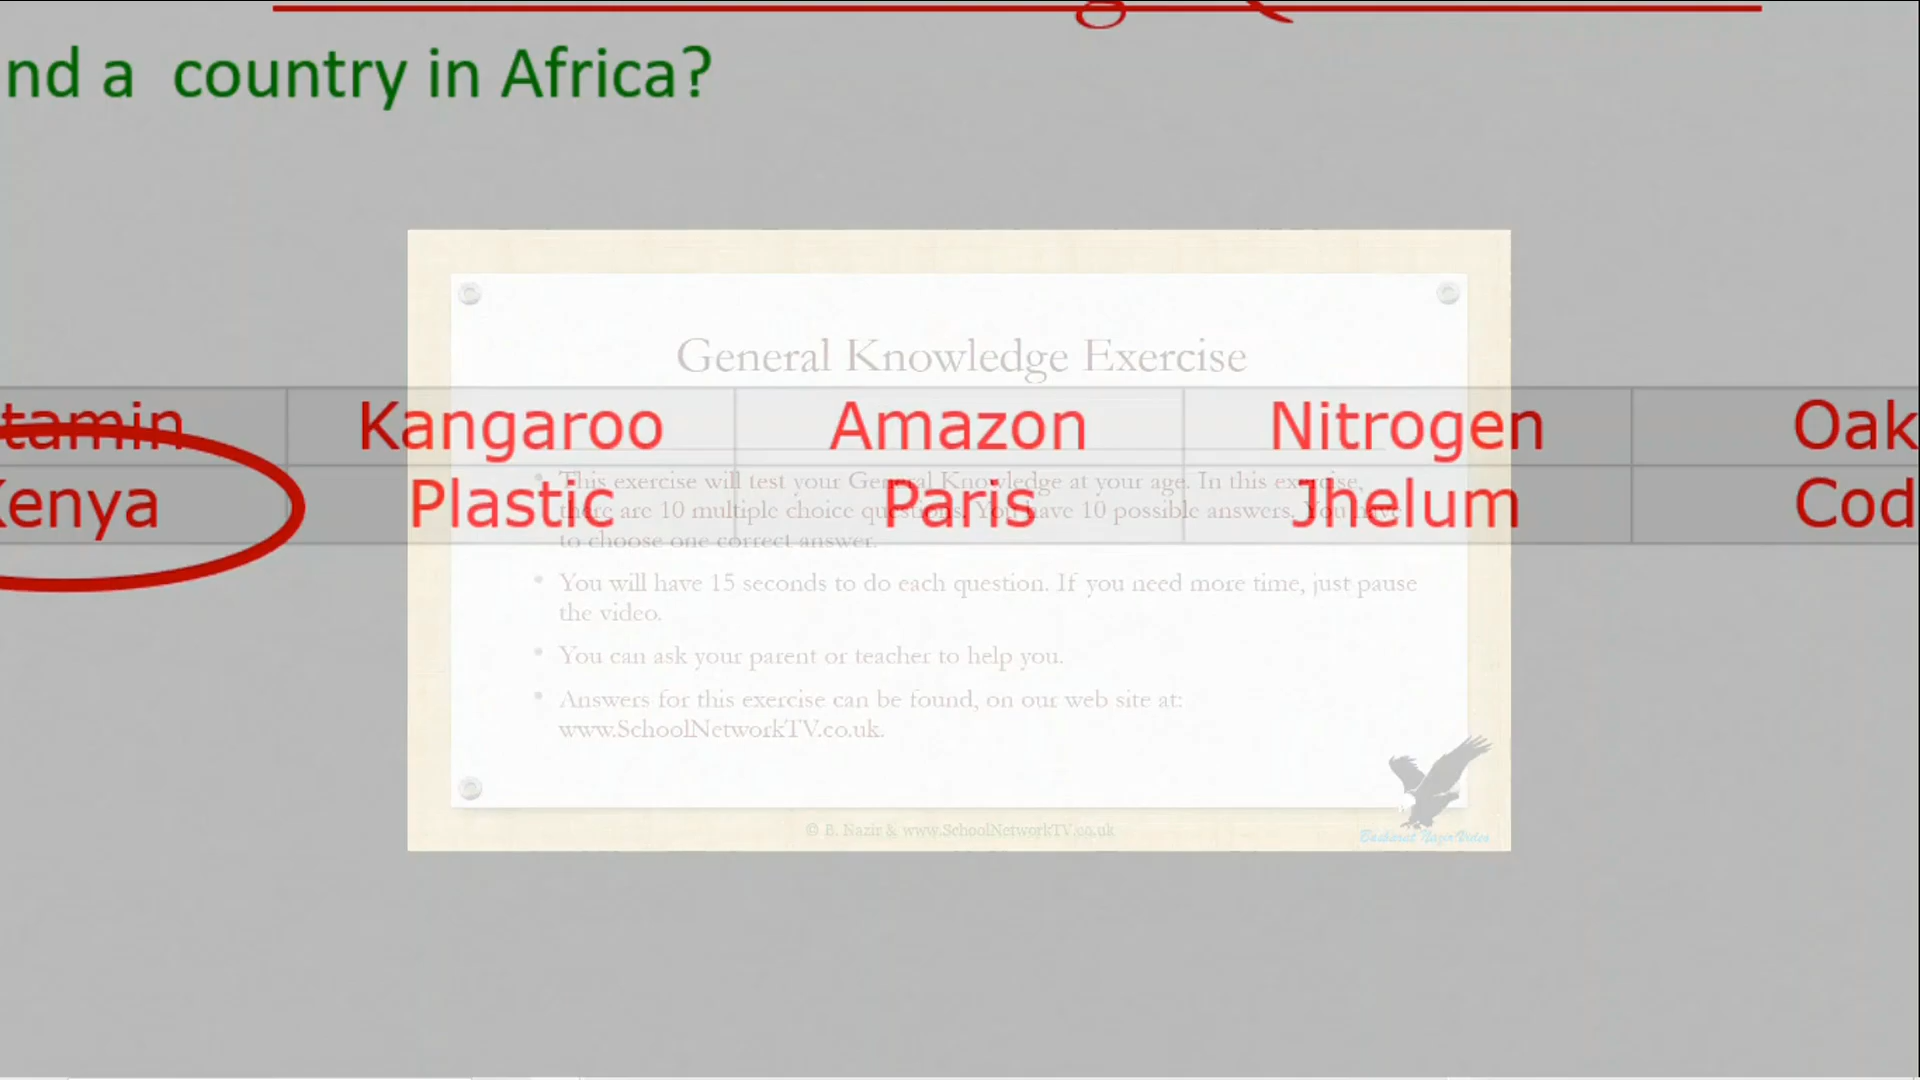 nd a country in Africa?
General Knowledge Exercise
tamin Kangaroo Amazon Nitrogen Oak
Kenya Plastic Paris Jhelum Cod
• This exercise will test your General Knowledge at your age. In this exercise,
there are 10 multiple choice questions. You have 10 possible answers. You have
to choose one correct answer.
• You will have 15 seconds to do each question. If you need more time, just pause
the video.
• You can ask your parent or teacher to help you.
• Answers for this exercise can be found, on our web site at:
www.SchoolNetworkTV.co.uk.
© B. Nazir & www.SchoolNetworkTV.co.uk
Basharat Nazir Video